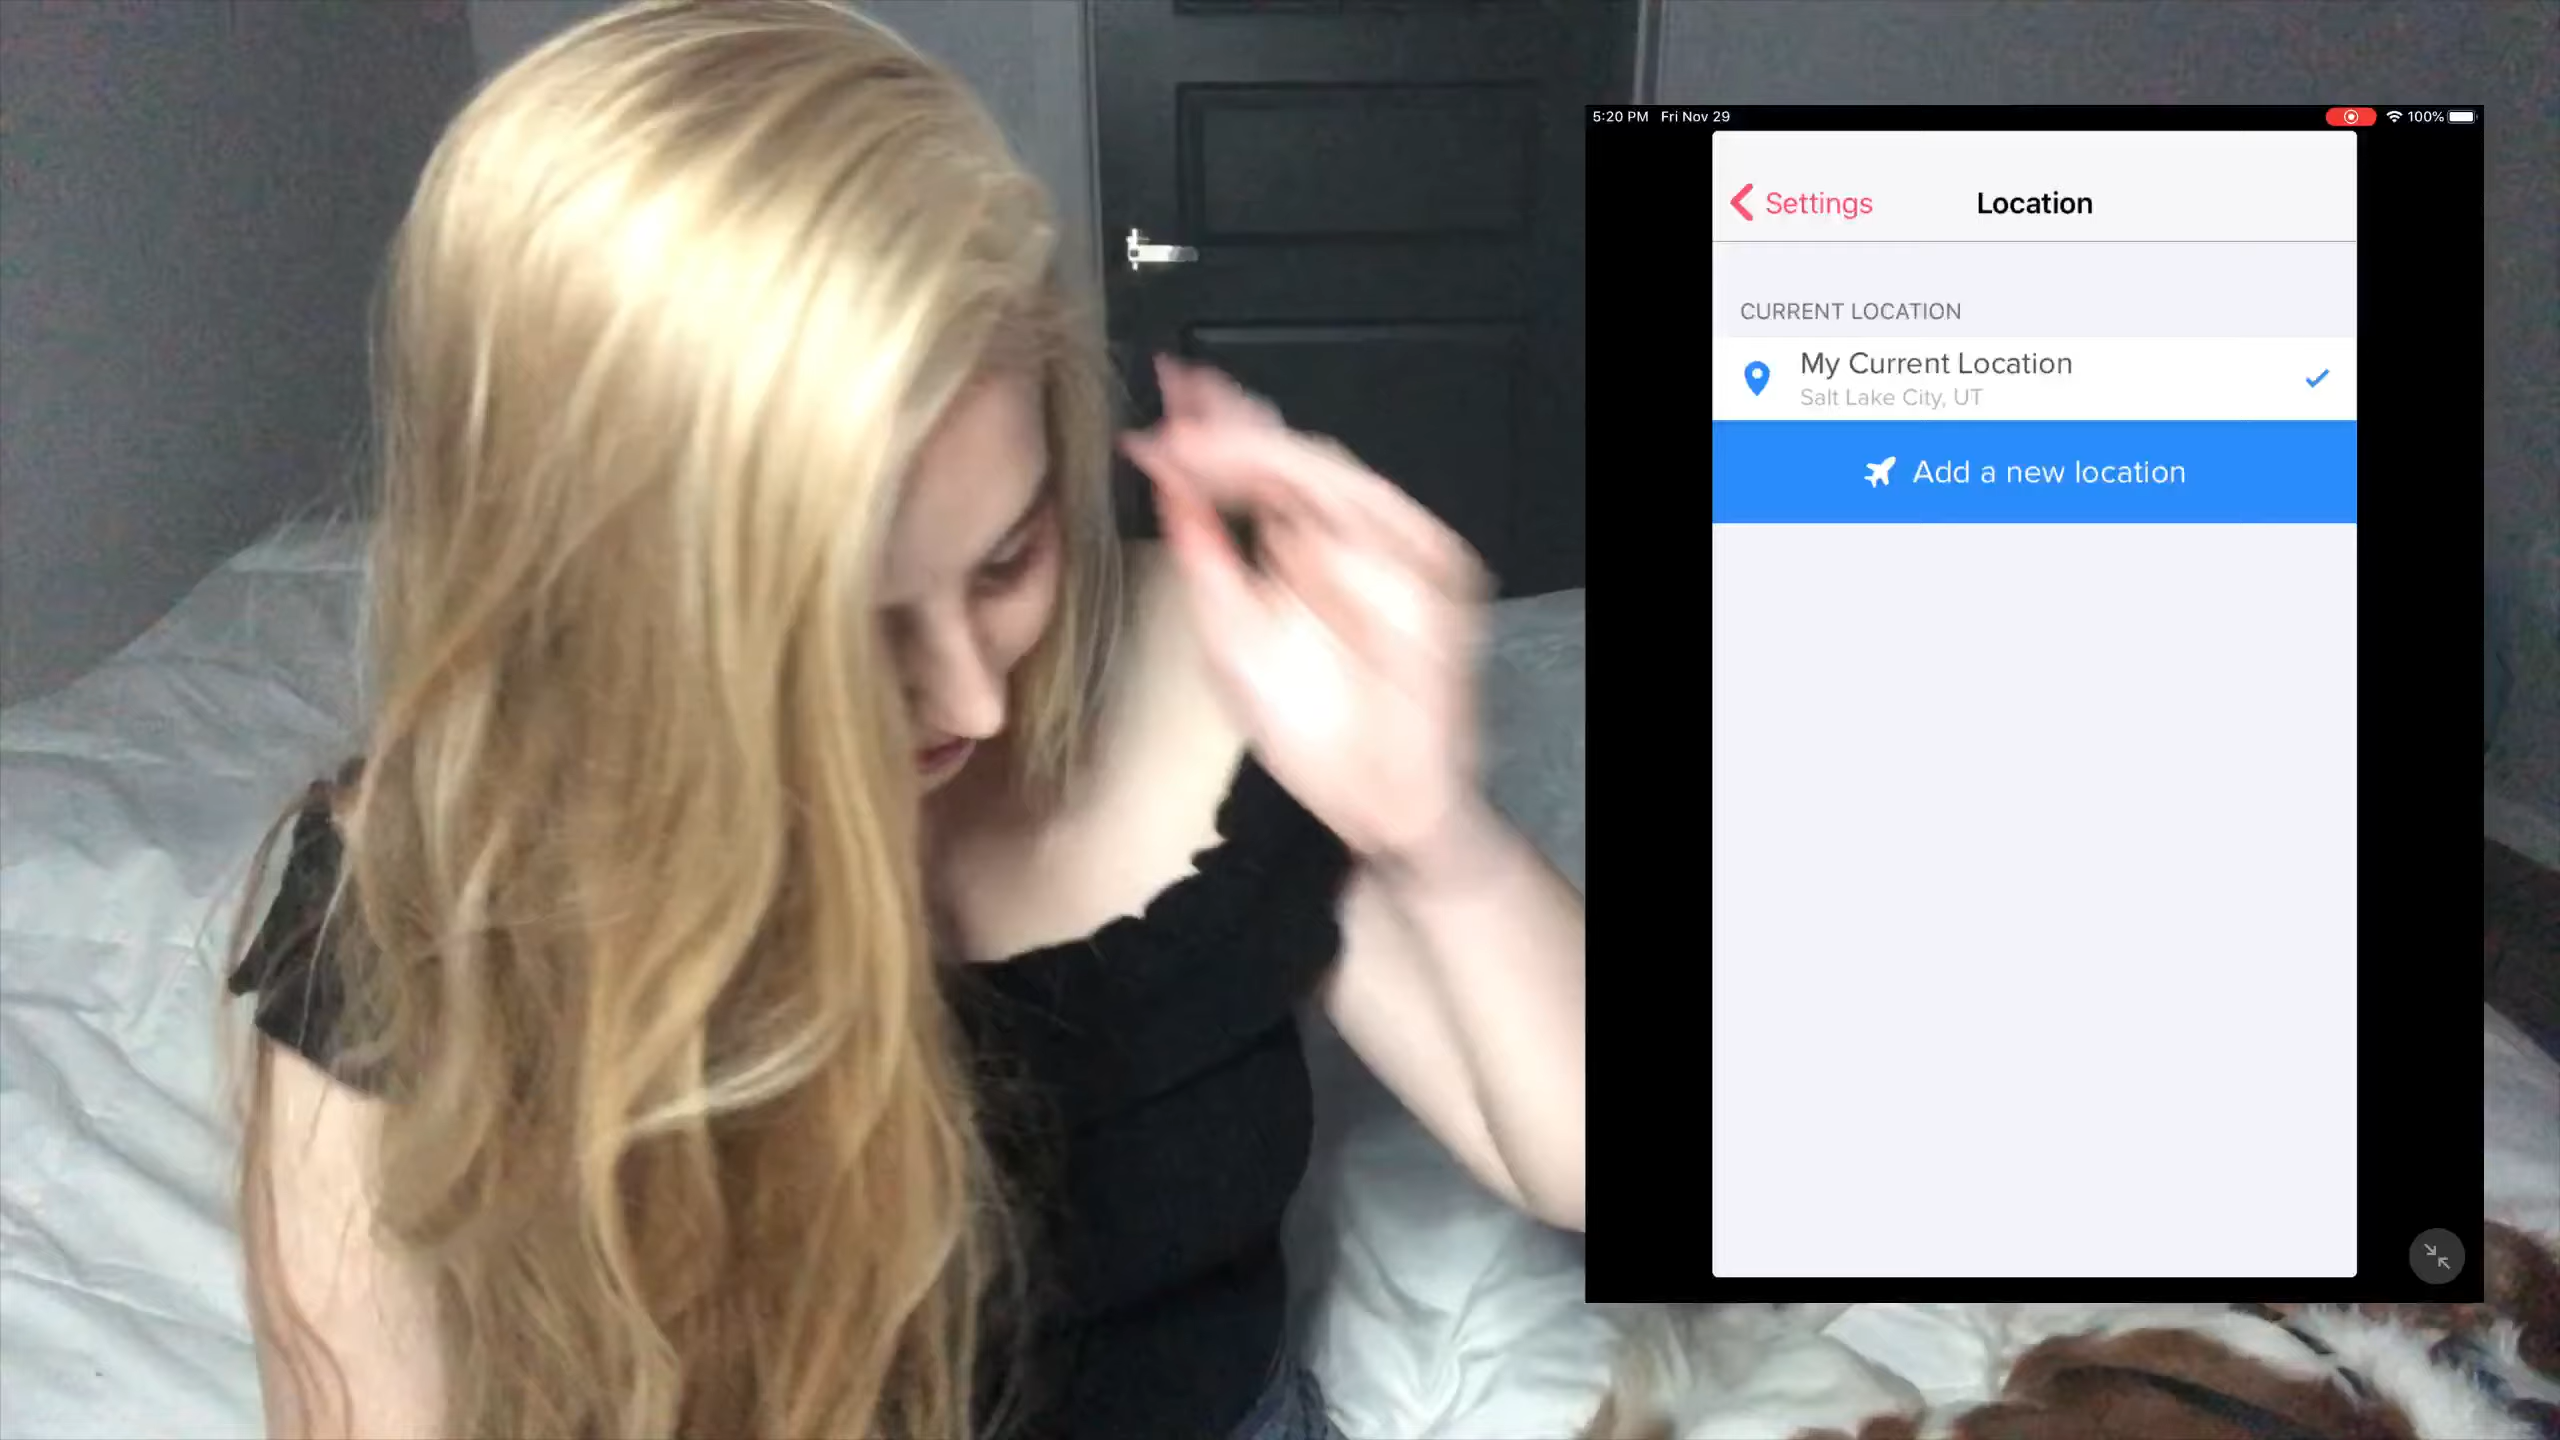 5:20 PM Fri Nov 29
100%
Settings
Location
CURRENT LOCATION
My Current Location
Salt Lake City, UT
Add a new location